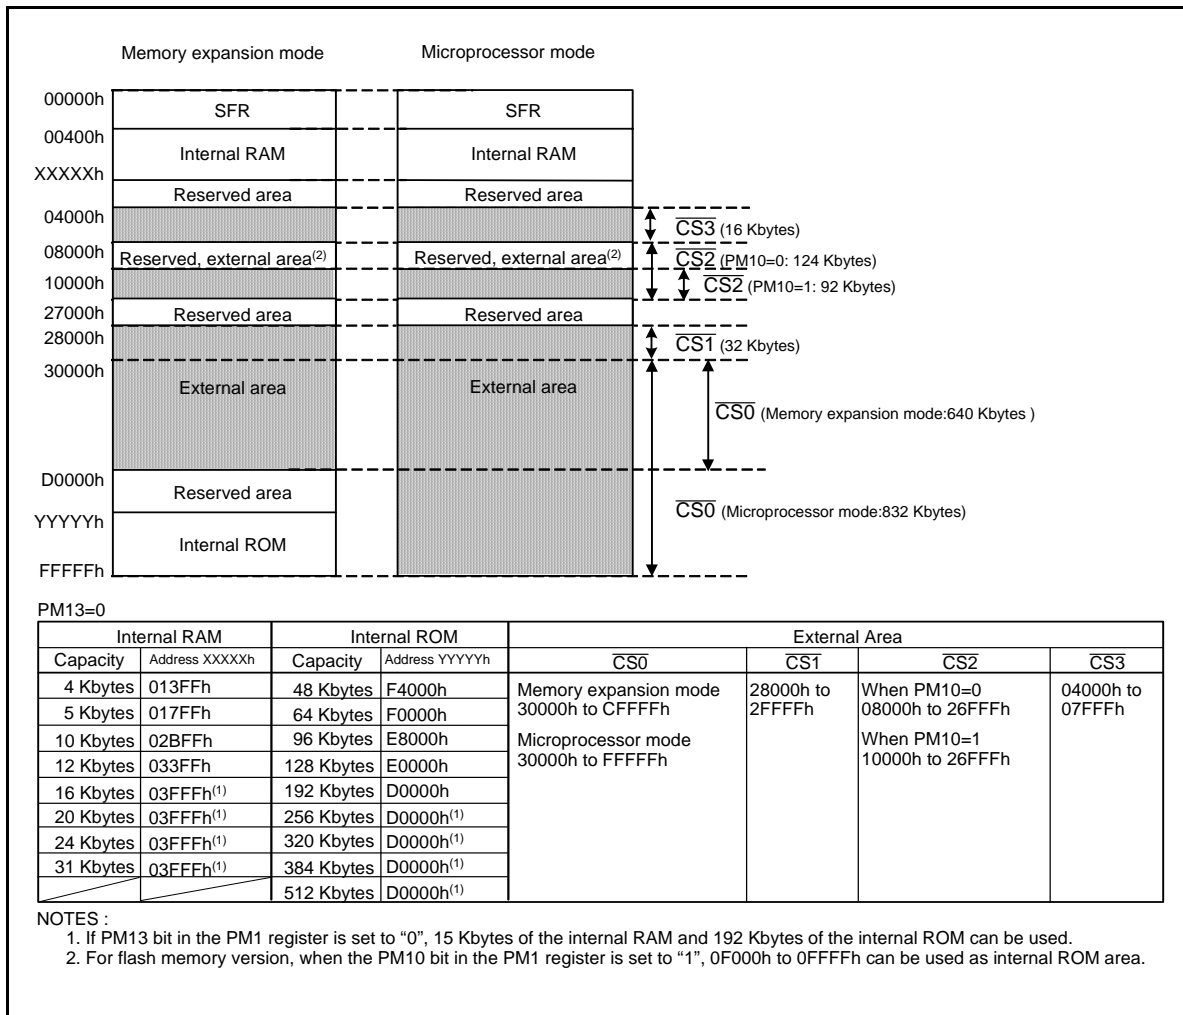 Memory expansion mode Microprocessor mode
00000h SFR SFR
00400h Internal RAM Internal RAM
XXXXXh Reserved area Reserved area
04000h CS3 (16 Kbytes)
08000h Reserved, external area(2) Reserved, external area(2) CS2 (PM10=0: 124 Kbytes)
10000h CS2 (PM10=1: 92 Kbytes)
27000h Reserved area Reserved area
28000h CS1 (32 Kbytes)
30000h External area External area
CS0 (Memory expansion mode:640 Kbytes )
D0000h Reserved area
CS0 (Microprocessor mode:832 Kbytes)
YYYYYh Internal ROM
FFFFFh
PM13=0
Internal RAM Internal ROM External Area
Capacity Address XXXXXh Capacity Address YYYYYh CS0 CS1 CS2 CS3
4 Kbytes 013FFh 48 Kbytes F4000h Memory expansion mode 28000h to When PM10=0 04000h to
5 Kbytes 017FFh 64 Kbytes F0000h 30000h to CFFFFh 2FFFFh 08000h to 26FFFh 07FFFh
10 Kbytes 02BFFh 96 Kbytes E8000h Microprocessor mode When PM10=1
12 Kbytes 033FFh 128 Kbytes E0000h 30000h to FFFFFh 10000h to 26FFFh
16 Kbytes 03FFFh(1) 192 Kbytes D0000h
20 Kbytes 03FFFh(1) 256 Kbytes D0000h(1)
24 Kbytes 03FFFh(1) 320 Kbytes D0000h(1)
31 Kbytes 03FFFh(1) 384 Kbytes D0000h(1)
512 Kbytes D0000h(1)
NOTES :
1. If PM13 bit in the PM1 register is set to “0”, 15 Kbytes of the internal RAM and 192 Kbytes of the internal ROM can be used.
2. For flash memory version, when the PM10 bit in the PM1 register is set to “1”, 0F000h to 0FFFFh can be used as internal ROM area.